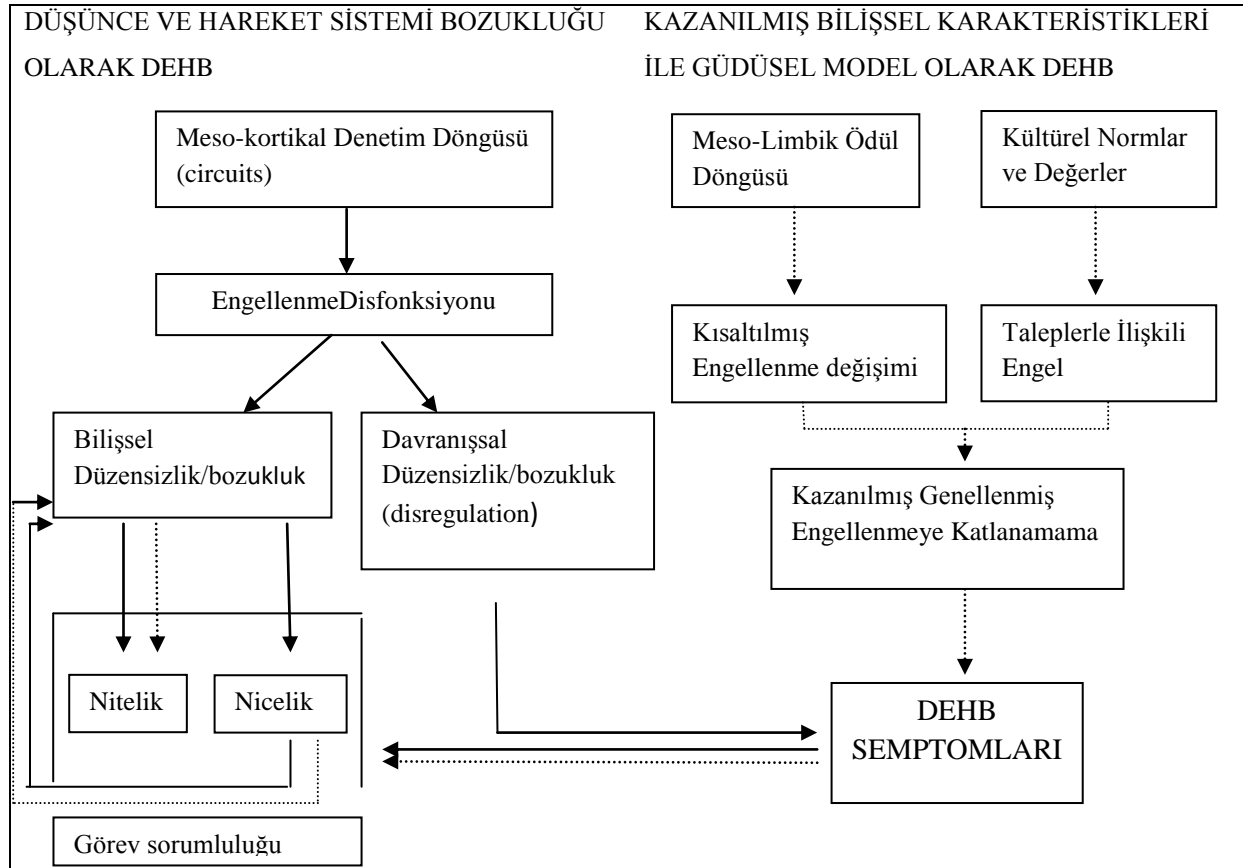 DÜŞÜNCE VE HAREKET SİSTEMİ BOZUKLUĞU
OLARAK DEHB
KAZANILMIŞ BİLİŞSEL KARAKTERİSTİKLERİ
İLE GÜDÜSEL MODEL OLARAK DEHB
Meso-kortikal Denetim Döngüsü
(circuits)
Meso-Limbik Ödül
Döngüsü
Kültürel Normlar
ve Değerler
EngellenmeDisfonksiyonu
Kısaltılmış
Engellenme değişimi
Taleplerle İlişkili
Engel
Bilişsel
Düzensizlik/bozukluk
Davranışsal
Düzensizlik/bozukluk
(disregulation)
Kazanılmış Genellenmiş
Engellenmeye Katlanamama
Nitelik
Nicelik
DEHB
SEMPTOMLARI
Görev sorumluluğu